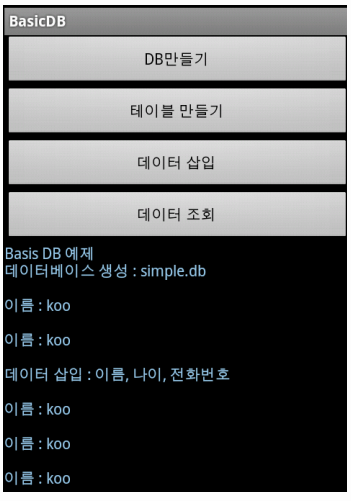 BasicDB
DB만들기
테이블 만들기
데이터 삽입
데이터 조회
Basis DB 예제
데이터베이스 생성 : simple.db
이름 : koo
이름 : koo
데이터 삽입 : 이름, 나이, 전화번호
이름 : koo
이름 : koo
이름 : koo